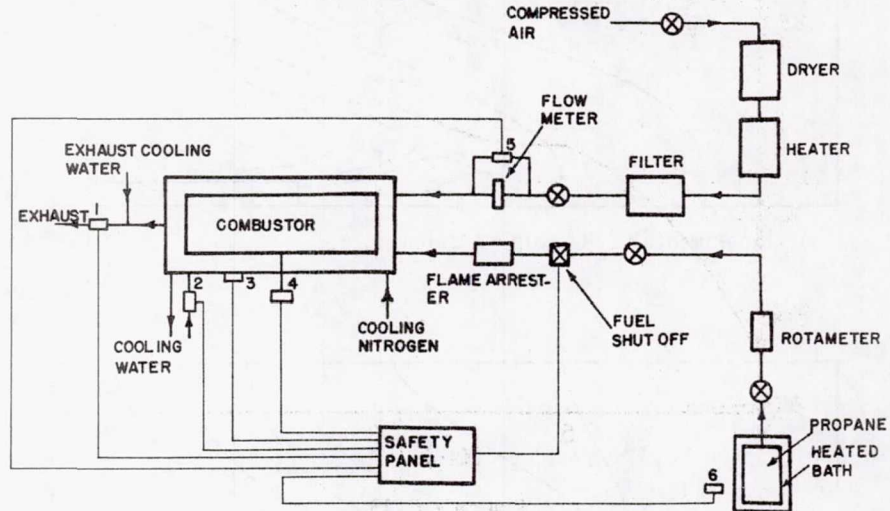 COMPRESSED
AIR
DRYER
FLOW
METER
5
HEATER
FILTER
EXHAUST COOLING
WATER
EXHAUST
1
COMBUSTOR
2
3
4
FLAME ARREST-
ER
COOLING
WATER
COOLING
NITROGEN
FUEL
SHUT OFF
ROTAMETER
SAFETY
PANEL
6
PROPANE
HEATED
BATH